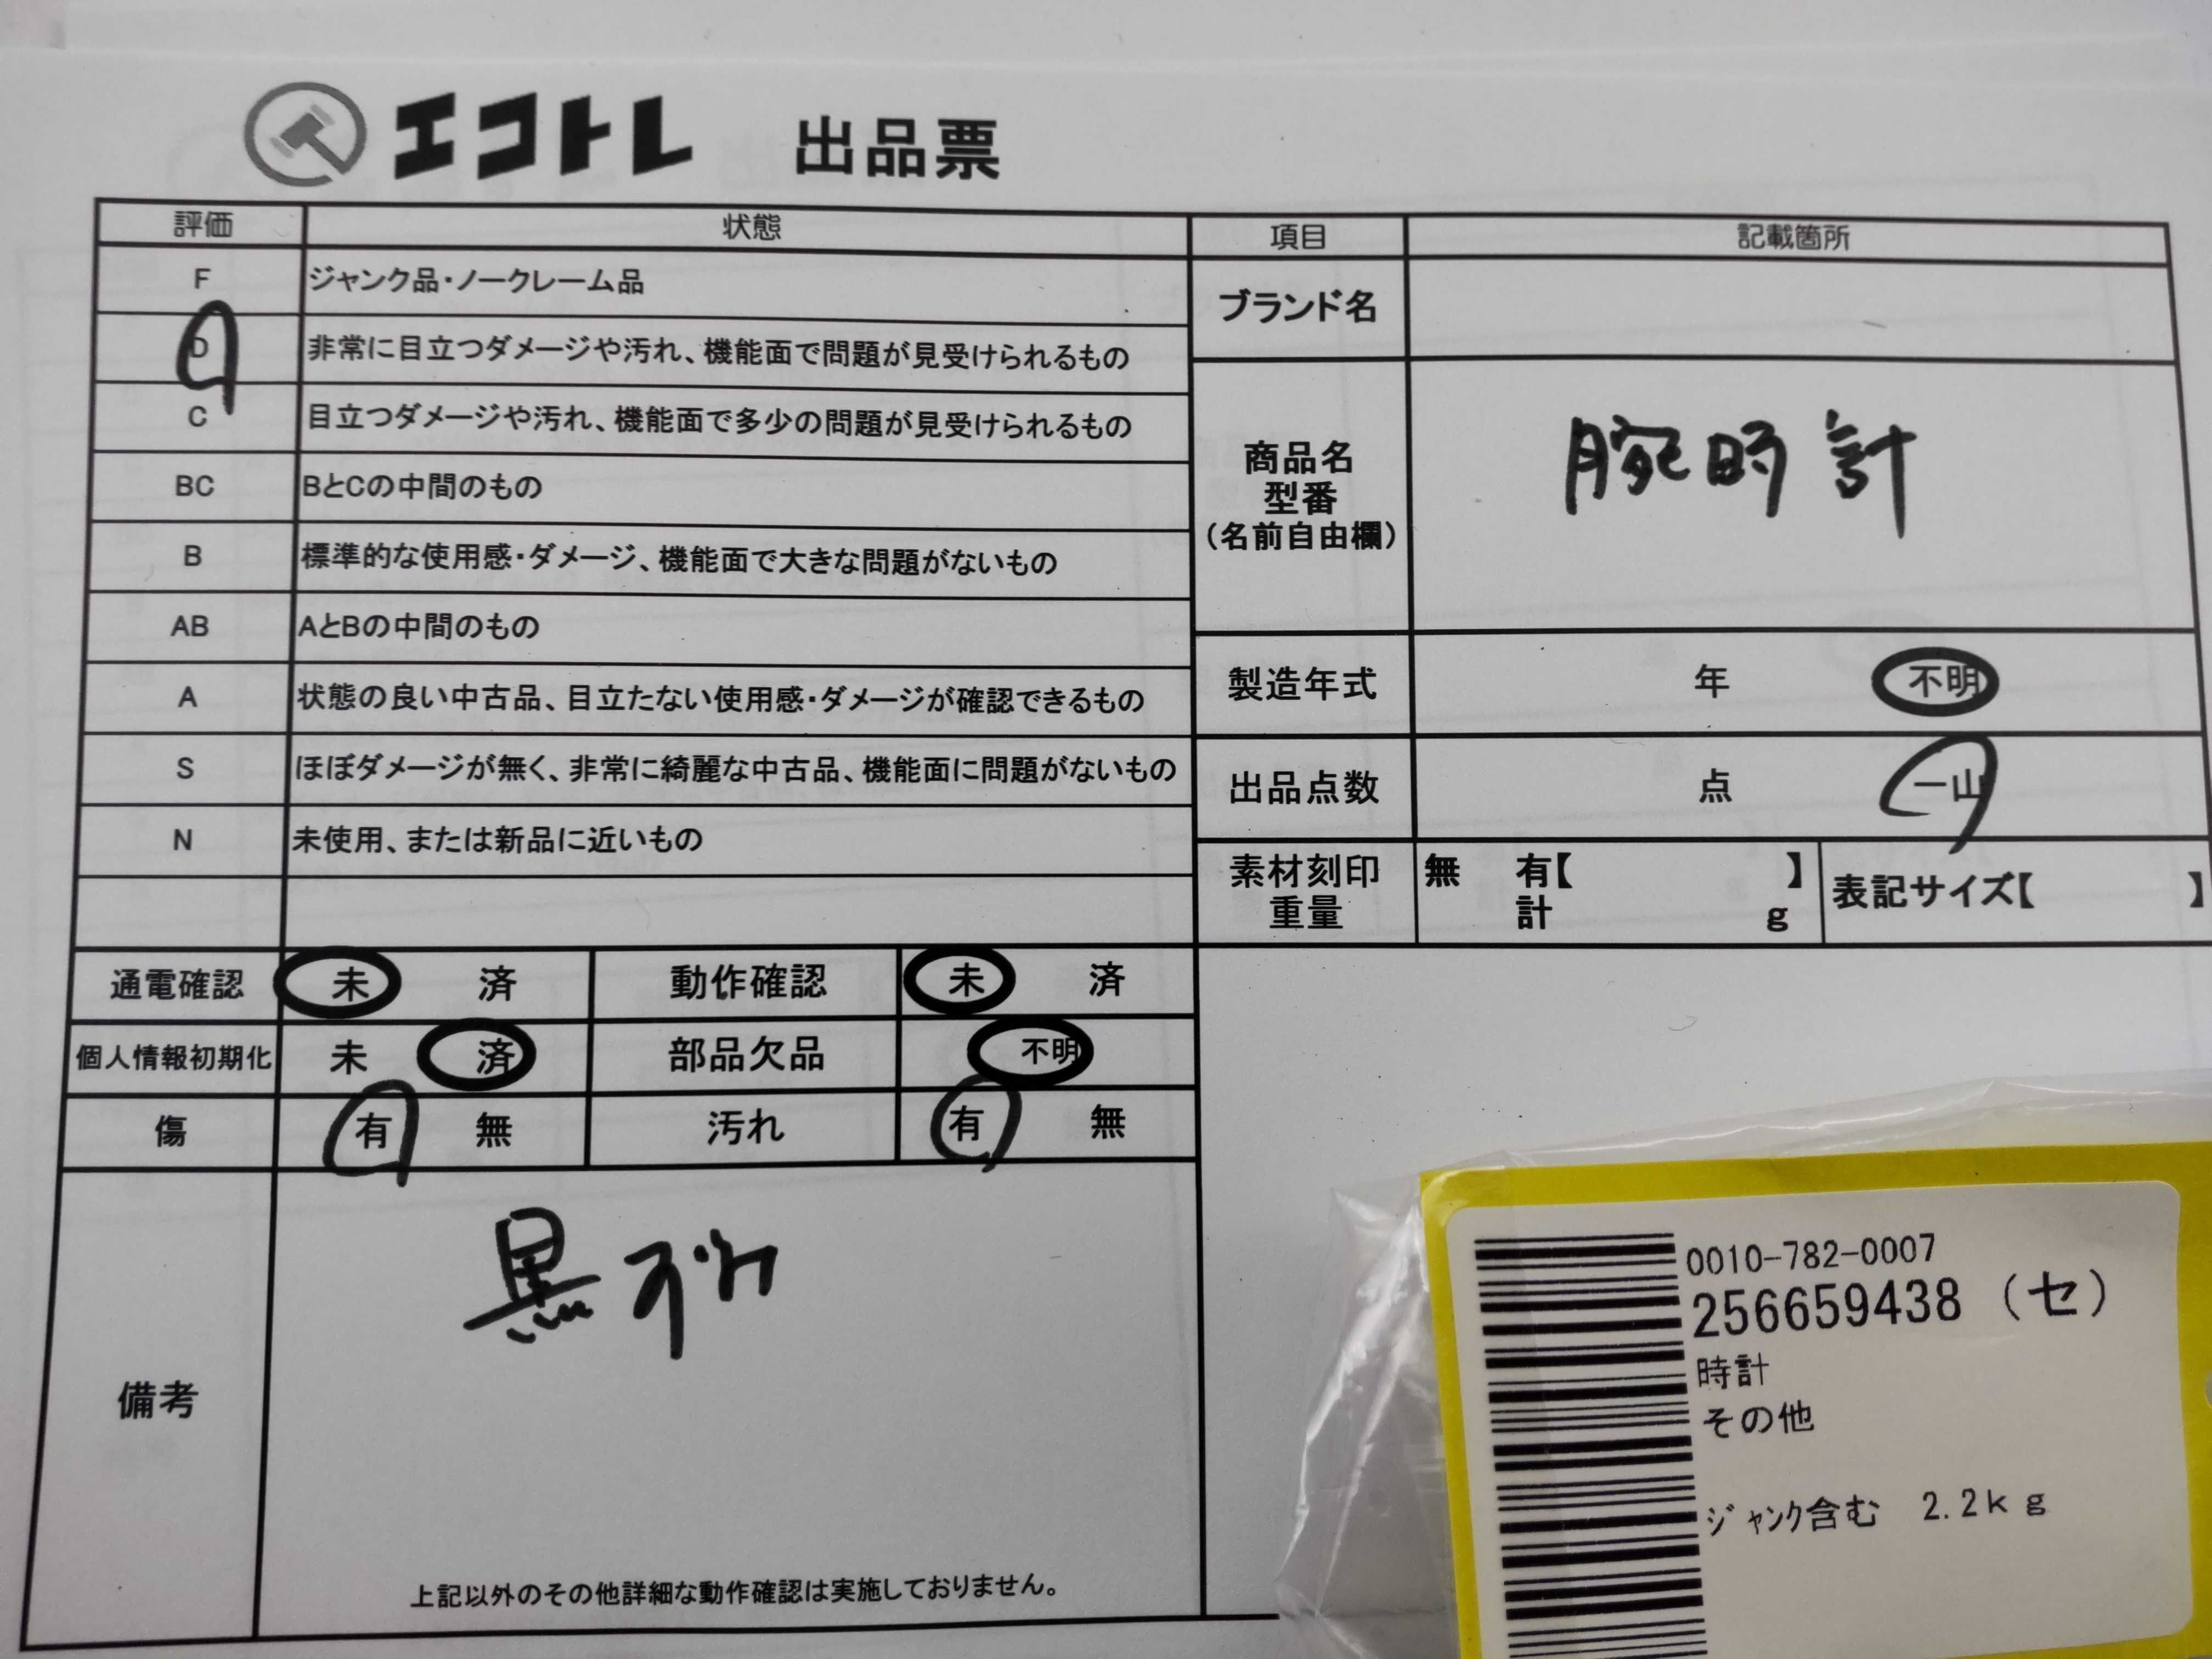 エコトレ 出品票
評価 状態
F ジャンク品・ノークレーム品
D 非常に目立つダメージや汚れ、機能面で問題が見受けられるもの
C 目立つダメージや汚れ、機能面で多少の問題が見受けられるもの
BC BとCの中間のもの
B 標準的な使用感・ダメージ、機能面で大きな問題がないもの
AB AとBの中間のもの
A 状態の良い中古品、目立たない使用感・ダメージが確認できるもの
S ほぼダメージが無く、非常に綺麗な中古品、機能面に問題がないもの
N 未使用、または新品に近いもの
項目 記載箇所
ブランド名
商品名
型番
(名前自由欄)
腕時計
製造年式 年 不明
出品点数 点 一山
素材刻印 無 有【 】
重量 計 g
表記サイズ【 】
通電確認 未 済 動作確認 未 済
個人情報初期化 未 済 部品欠品 不明
傷 有 無 汚れ 有 無
備考
黒
上記以外のその他詳細な動作確認は実施しておりません。
0010-782-0007
256659438（セ）
時計
その他
ｼﾞｬﾝｸ含む 2.2kg